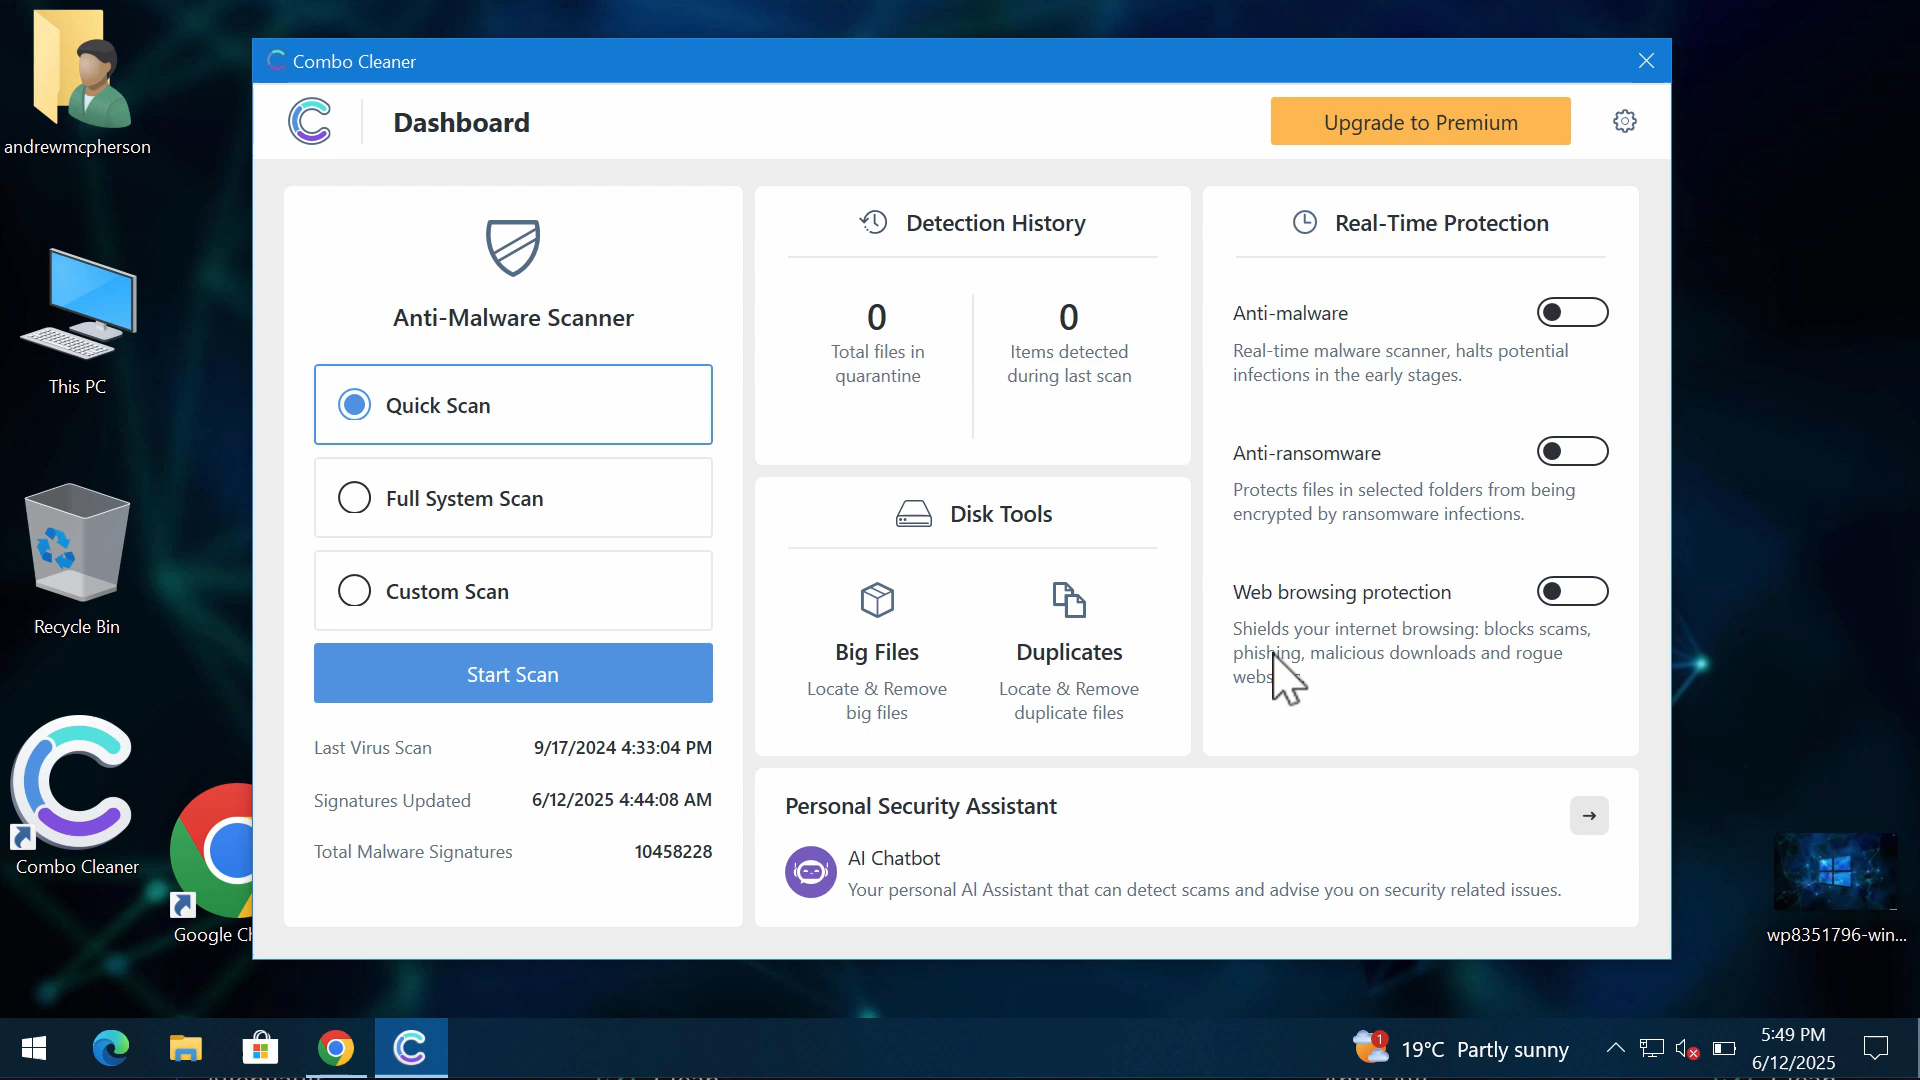 andrewmcpherson
This PC
Recycle Bin
Combo Cleaner
Google Ch
Combo Cleaner
Dashboard
Upgrade to Premium
Anti-Malware Scanner
Quick Scan
Full System Scan
Custom Scan
Start Scan
Last Virus Scan 9/17/2024 4:33:04 PM
Signatures Updated 6/12/2025 4:44:08 AM
Total Malware Signatures 10458228
Detection History
0
Total files in
quarantine
0
Items detected
during last scan
Disk Tools
Big Files
Locate & Remove
big files
Duplicates
Locate & Remove
duplicate files
Real-Time Protection
Anti-malware
Real-time malware scanner, halts potential
infections in the early stages.
Anti-ransomware
Protects files in selected folders from being
encrypted by ransomware infections.
Web browsing protection
Shields your internet browsing: blocks scams,
phishing, malicious downloads and rogue
webs
Personal Security Assistant
→
AI Chatbot
Your personal AI Assistant that can detect scams and advise you on security related issues.
wp8351796-win...
1
19°C Partly sunny
5:49 PM
6/12/2025